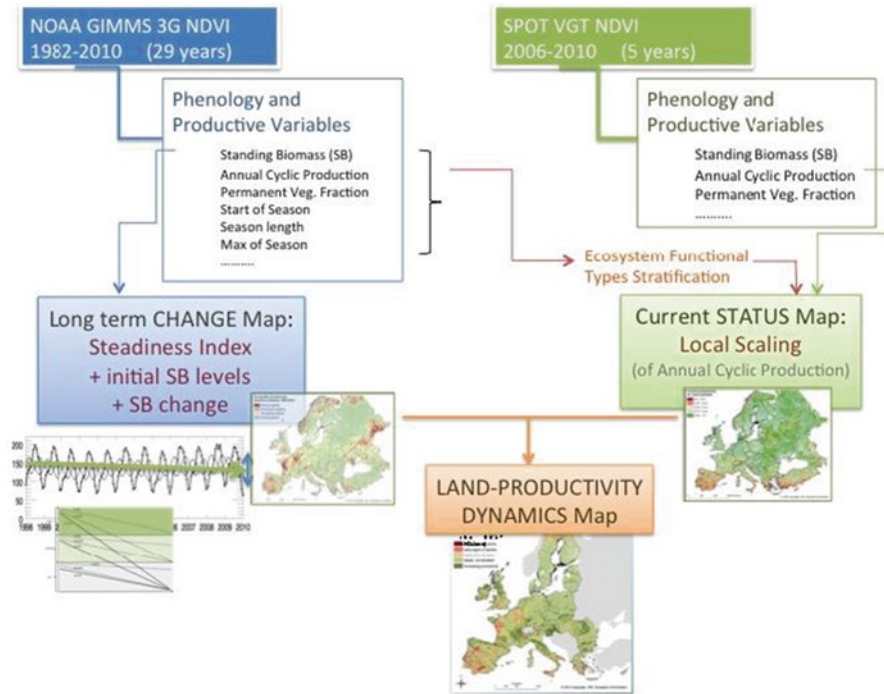 NOAA GIMMS 3G NDVI
1982-2010 (29 years)
Phenology and
Productive Variables
Standing Biomass (SB)
Annual Cyclic Production
Permanent Veg. Fraction
Start of Season
Season length
Max of Season
..........
SPOT VGT NDVI
2006-2010 (5 years)
Phenology and
Productive Variables
Standing Biomass (SB)
Annual Cyclic Production
Permanent Veg. Fraction
..........
Ecosystem Functional
Types Stratification
Long term CHANGE Map:
Steadiness Index
+ initial SB levels
+ SB change
Current STATUS Map:
Local Scaling
(of Annual Cyclic Production)
200
150
100
50
0
1998 1999 2006 2007 2008 2009 2010
LAND-PRODUCTIVITY
DYNAMICS Map